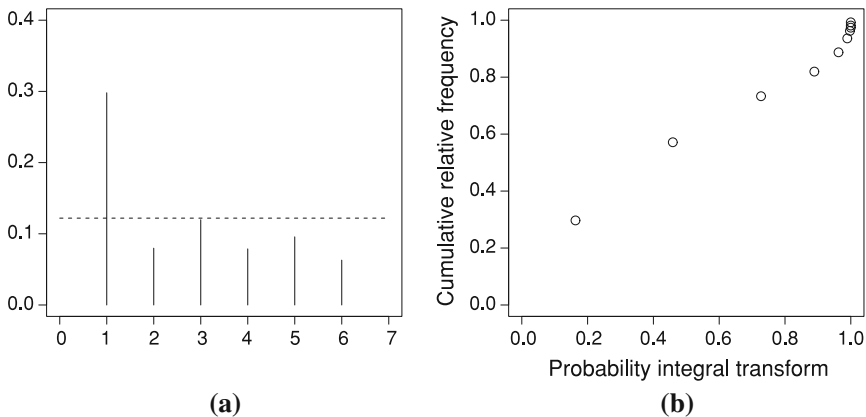 0.4
0.3
0.2
0.1
0.0
0 1 2 3 4 5 6 7
(a)
Cumulative relative frequency
1.0
0.8
0.6
0.4
0.2
0.0
0.0 0.2 0.4 0.6 0.8 1.0
Probability integral transform
(b)